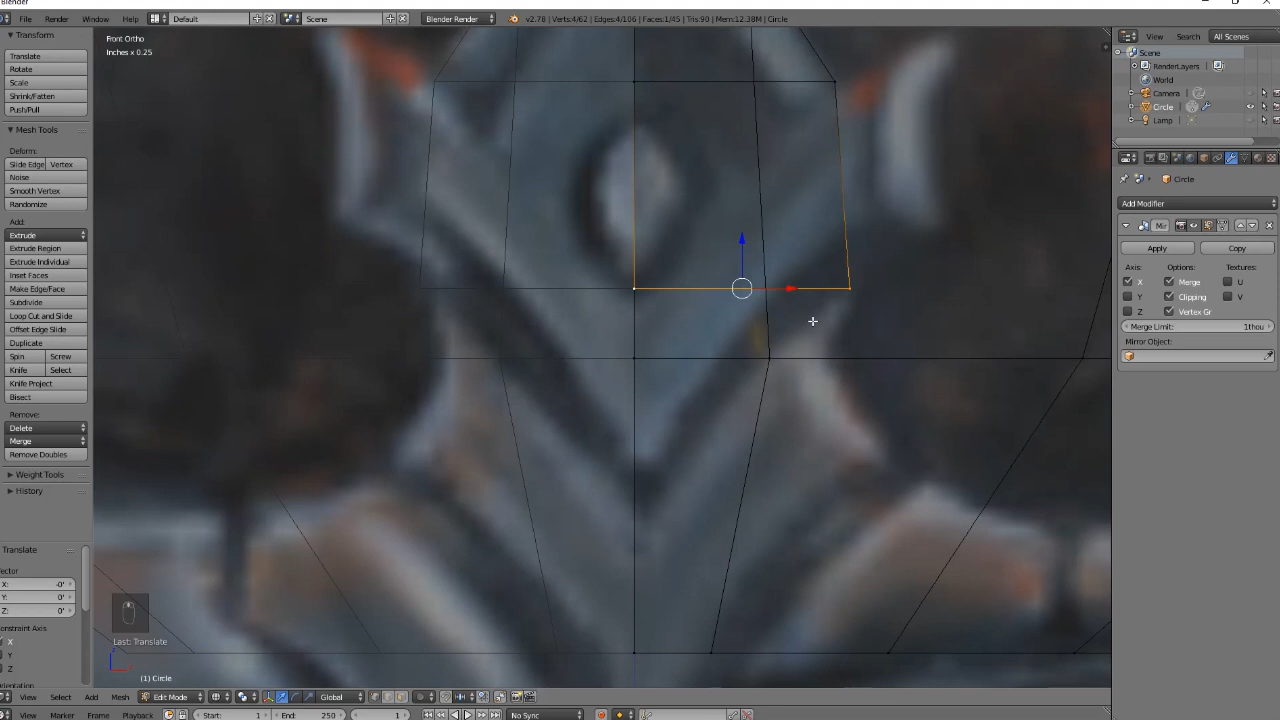 Blender
File Render Window Help Default Scene Blender Render v2.78 | Verts:4/62 | Edges:4/106 | Faces:1/45 | Tris:90 | Mem:12.38M | Circle
Transform
Translate
Rotate
Scale
Shrink/Fatten
Push/Pull
Mesh Tools
Deform:
Slide Edge Vertex
Noise
Smooth Vertex
Randomize
Add:
Extrude
Extrude Region
Extrude Individual
Inset Faces
Make Edge/Face
Subdivide
Loop Cut and Slide
Offset Edge Slide
Duplicate
Spin Screw
Knife Select
Knife Project
Bisect
Remove:
Delete
Merge
Remove Doubles
Weight Tools
History
Translate
Vector
X: -0'
Y: 0'
Z: 0'
Constraint Axis
X
Y
Z
Orientation
Front Ortho
Inches x 0.25
Last: Translate
(1) Circle
View Select Add Mesh Edit Mode Global
View Marker Frame Playback Start: 1 End: 250 1 No Sync
View Search All Scenes
Scene
RenderLayers
World
Camera
Circle
Lamp
Circle
Add Modifier
Mir
Apply Copy
Axis: Options: Textures:
X Merge U
Y Clipping V
Z Vertex Gr
Merge Limit: 1thou
Mirror Object: